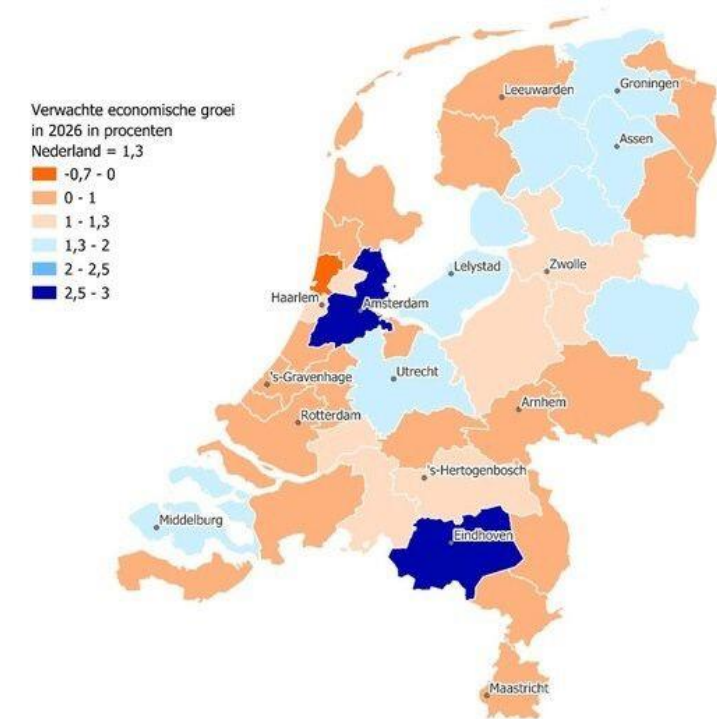 Verwachte economische groei
in 2026 in procenten
Nederland = 1,3
-0,7 - 0
0 - 1
1 - 1,3
1,3 - 2
2 - 2,5
2,5 - 3
Leeuwarden
Groningen
Assen
Lelystad
Zwolle
Haarlem
Amsterdam
's-Gravenhage
Utrecht
Rotterdam
Arnhem
's-Hertogenbosch
Middelburg
Eindhoven
Maastricht